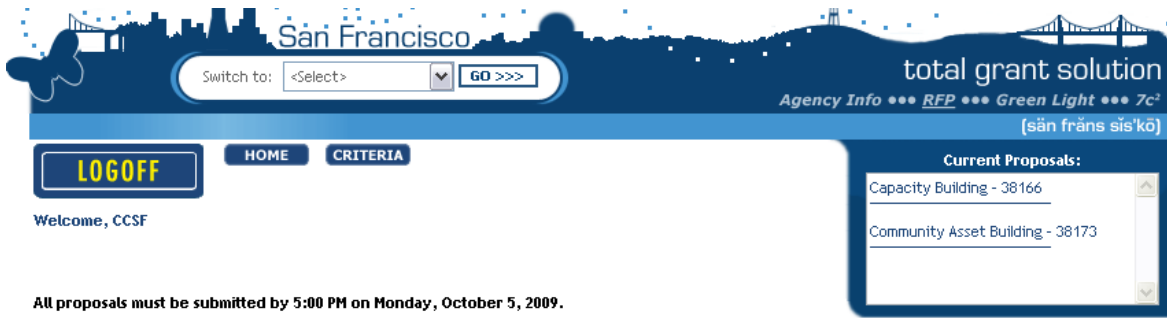 San Francisco
Switch to: <Select> GO >>>
total grant solution
Agency Info ••• RFP ••• Green Light ••• 7c²
(sän frăns sĭs'kō)
LOGOFF
HOME CRITERIA
Current Proposals:
Capacity Building - 38166
Welcome, CCSF
Community Asset Building - 38173
All proposals must be submitted by 5:00 PM on Monday, October 5, 2009.